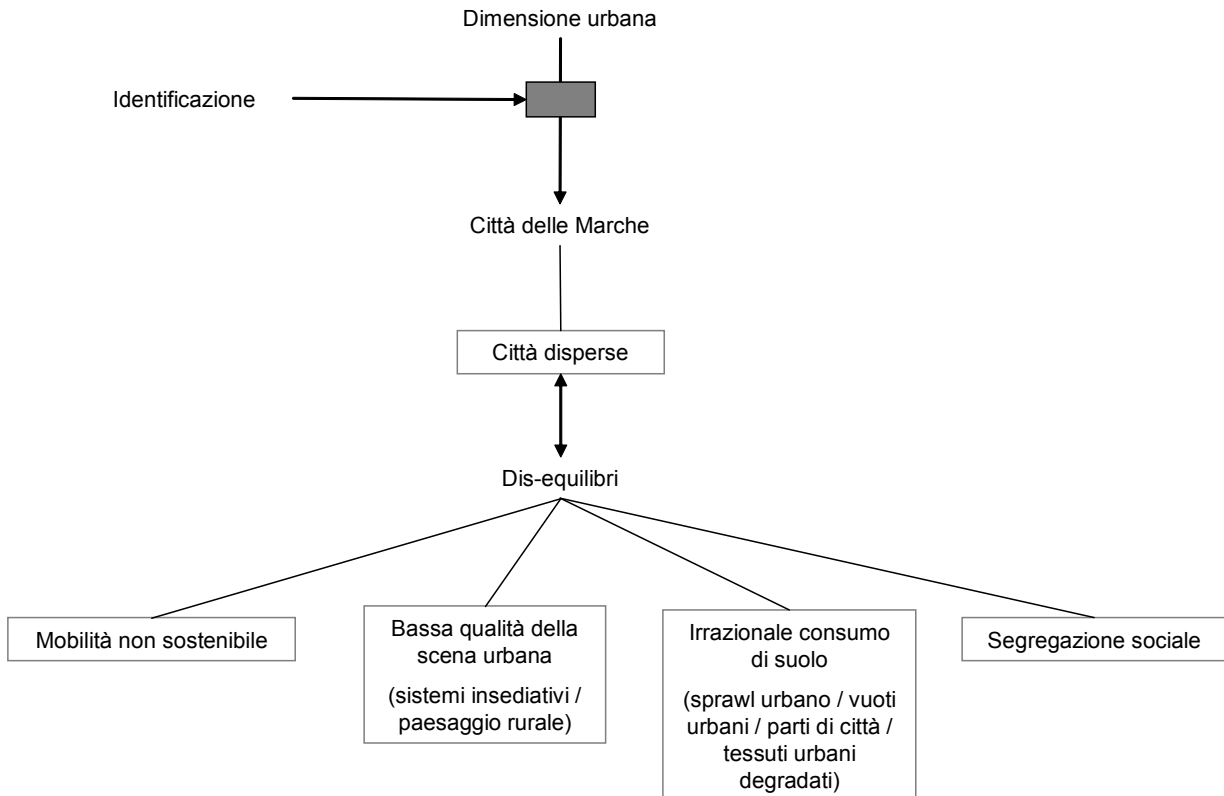 Dimensione urbana
Identificazione
Città delle Marche
Città disperse
Dis-equilibri
Mobilità non sostenibile
Bassa qualità della
scena urbana
(sistemi insediativi /
paesaggio rurale)
Irrazionale consumo
di suolo
(sprawl urbano / vuoti
urbani / parti di città /
tessuti urbani
degradati)
Segregazione sociale